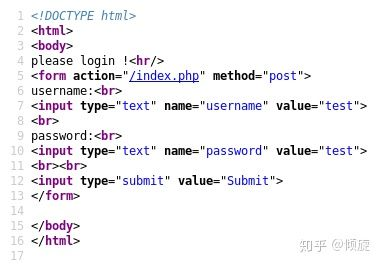 1 <!DOCTYPE html>
2 <html>
3 <body>
4 please login !<hr/>
5 <form action="/index.php" method="post">
6 username:<br>
7 <input type="text" name="username" value="test">
8 <br>
9 password:<br>
10 <input type="text" name="password" value="test">
11 <br><br>
12 <input type="submit" value="Submit">
13 </form>
14
15 </body>
16 </html>
17
知乎 @倾旋